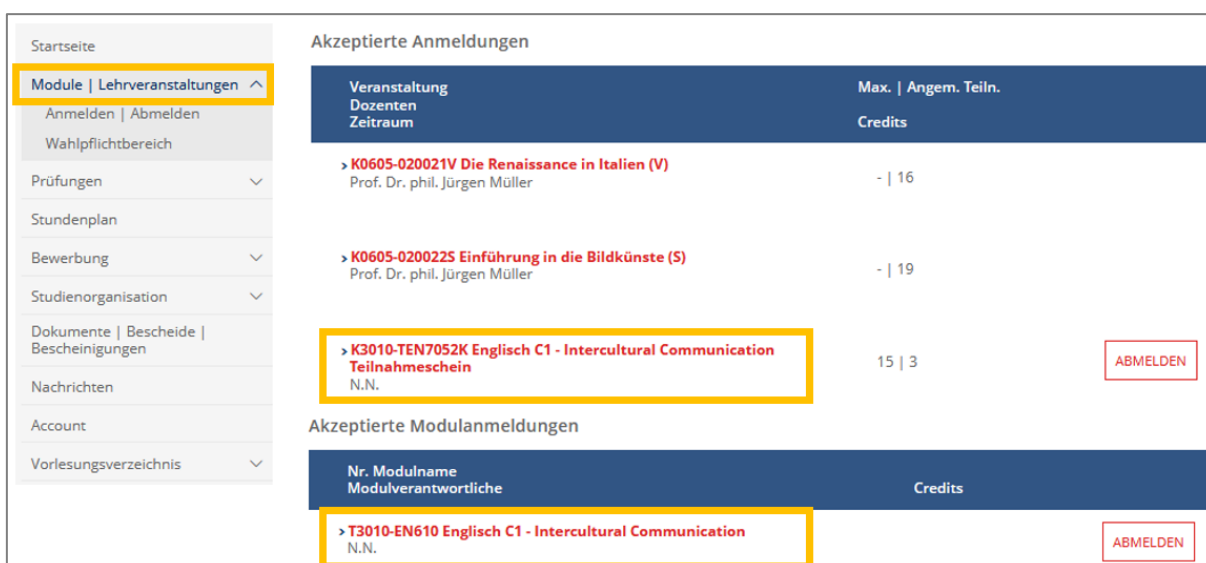 Startseite
Module | Lehrveranstaltungen
Anmelden | Abmelden
Wahlpflichtbereich
Prüfungen
Stundenplan
Bewerbung
Studienorganisation
Dokumente | Bescheide |
Bescheinigungen
Nachrichten
Account
Vorlesungsverzeichnis
Akzeptierte Anmeldungen
Veranstaltung
Dozenten
Zeitraum
Max. | Angem. Teiln.
Credits
K0605-020021V Die Renaissance in Italien (V)
Prof. Dr. phil. Jürgen Müller
- | 16
K0605-020022S Einführung in die Bildkünste (S)
Prof. Dr. phil. Jürgen Müller
- | 19
K3010-TEN7052K Englisch C1 - Intercultural Communication
Teilnahmeschein
N.N.
15 | 3
ABMELDEN
Akzeptierte Modulanmeldungen
Nr. Modulname
Modulverantwortliche
Credits
T3010-EN610 Englisch C1 - Intercultural Communication
N.N.
ABMELDEN